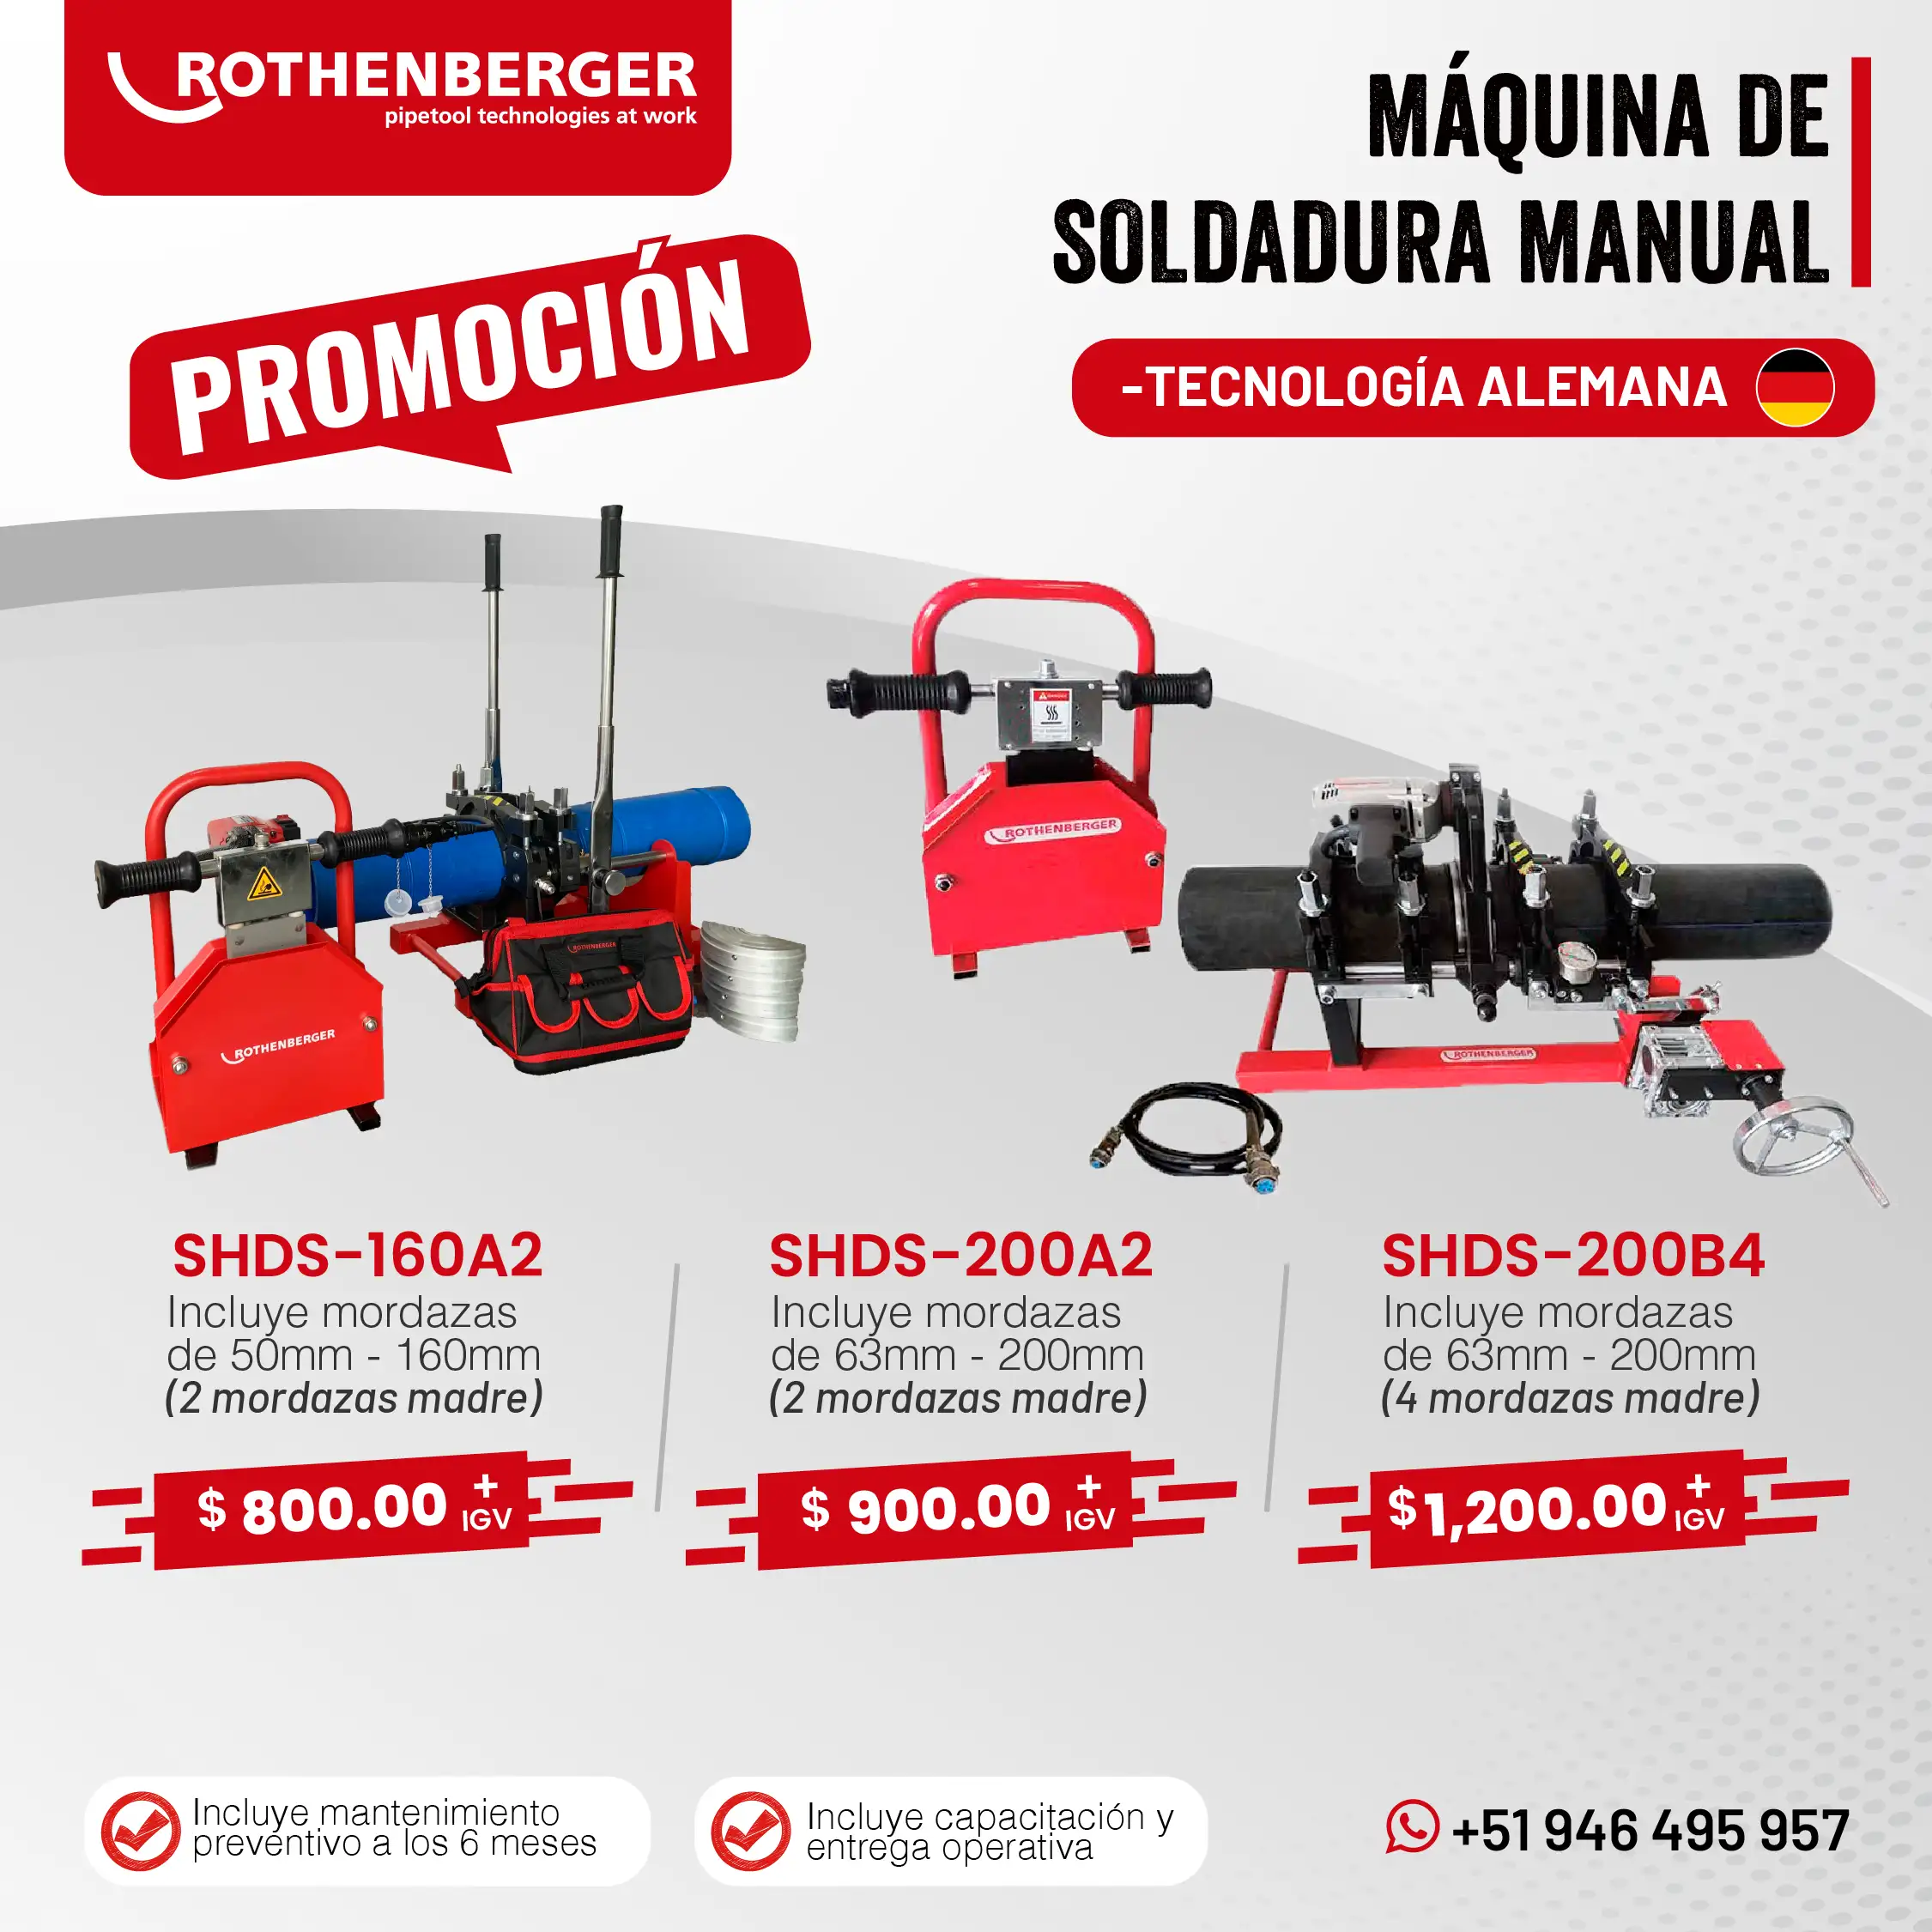 ROTHENBERGER
pipetool technologies at work
MÁQUINA DE
SOLDADURA MANUAL
PROMOCIÓN
-TECNOLOGÍA ALEMANA
ROTHENBERGER
ROTHENBERGER
ROTHENBERGER
ROTHENBERGER
SHDS-160A2
Incluye mordazas
de 50mm - 160mm
(2 mordazas madre)
$ 800.00 + IGV
SHDS-200A2
Incluye mordazas
de 63mm - 200mm
(2 mordazas madre)
$ 900.00 + IGV
SHDS-200B4
Incluye mordazas
de 63mm - 200mm
(4 mordazas madre)
$1,200.00 + IGV
Incluye mantenimiento
preventivo a los 6 meses
Incluye capacitación y
entrega operativa
+51 946 495 957